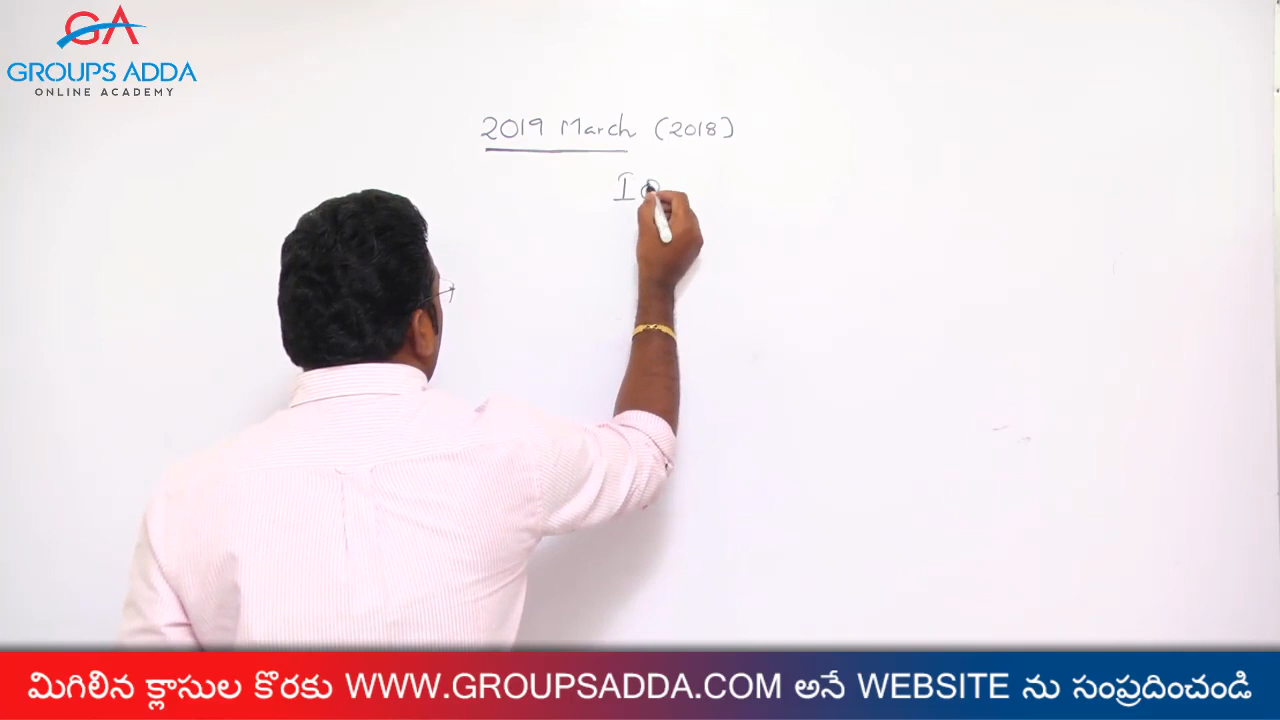 GA
GROUPS ADDA
ONLINE ACADEMY
2019 March (2018)
I
మిగిలిన క్లాసుల కొరకు WWW.GROUPSADDA.COM అనే WEBSITE ను సంప్రదించండి